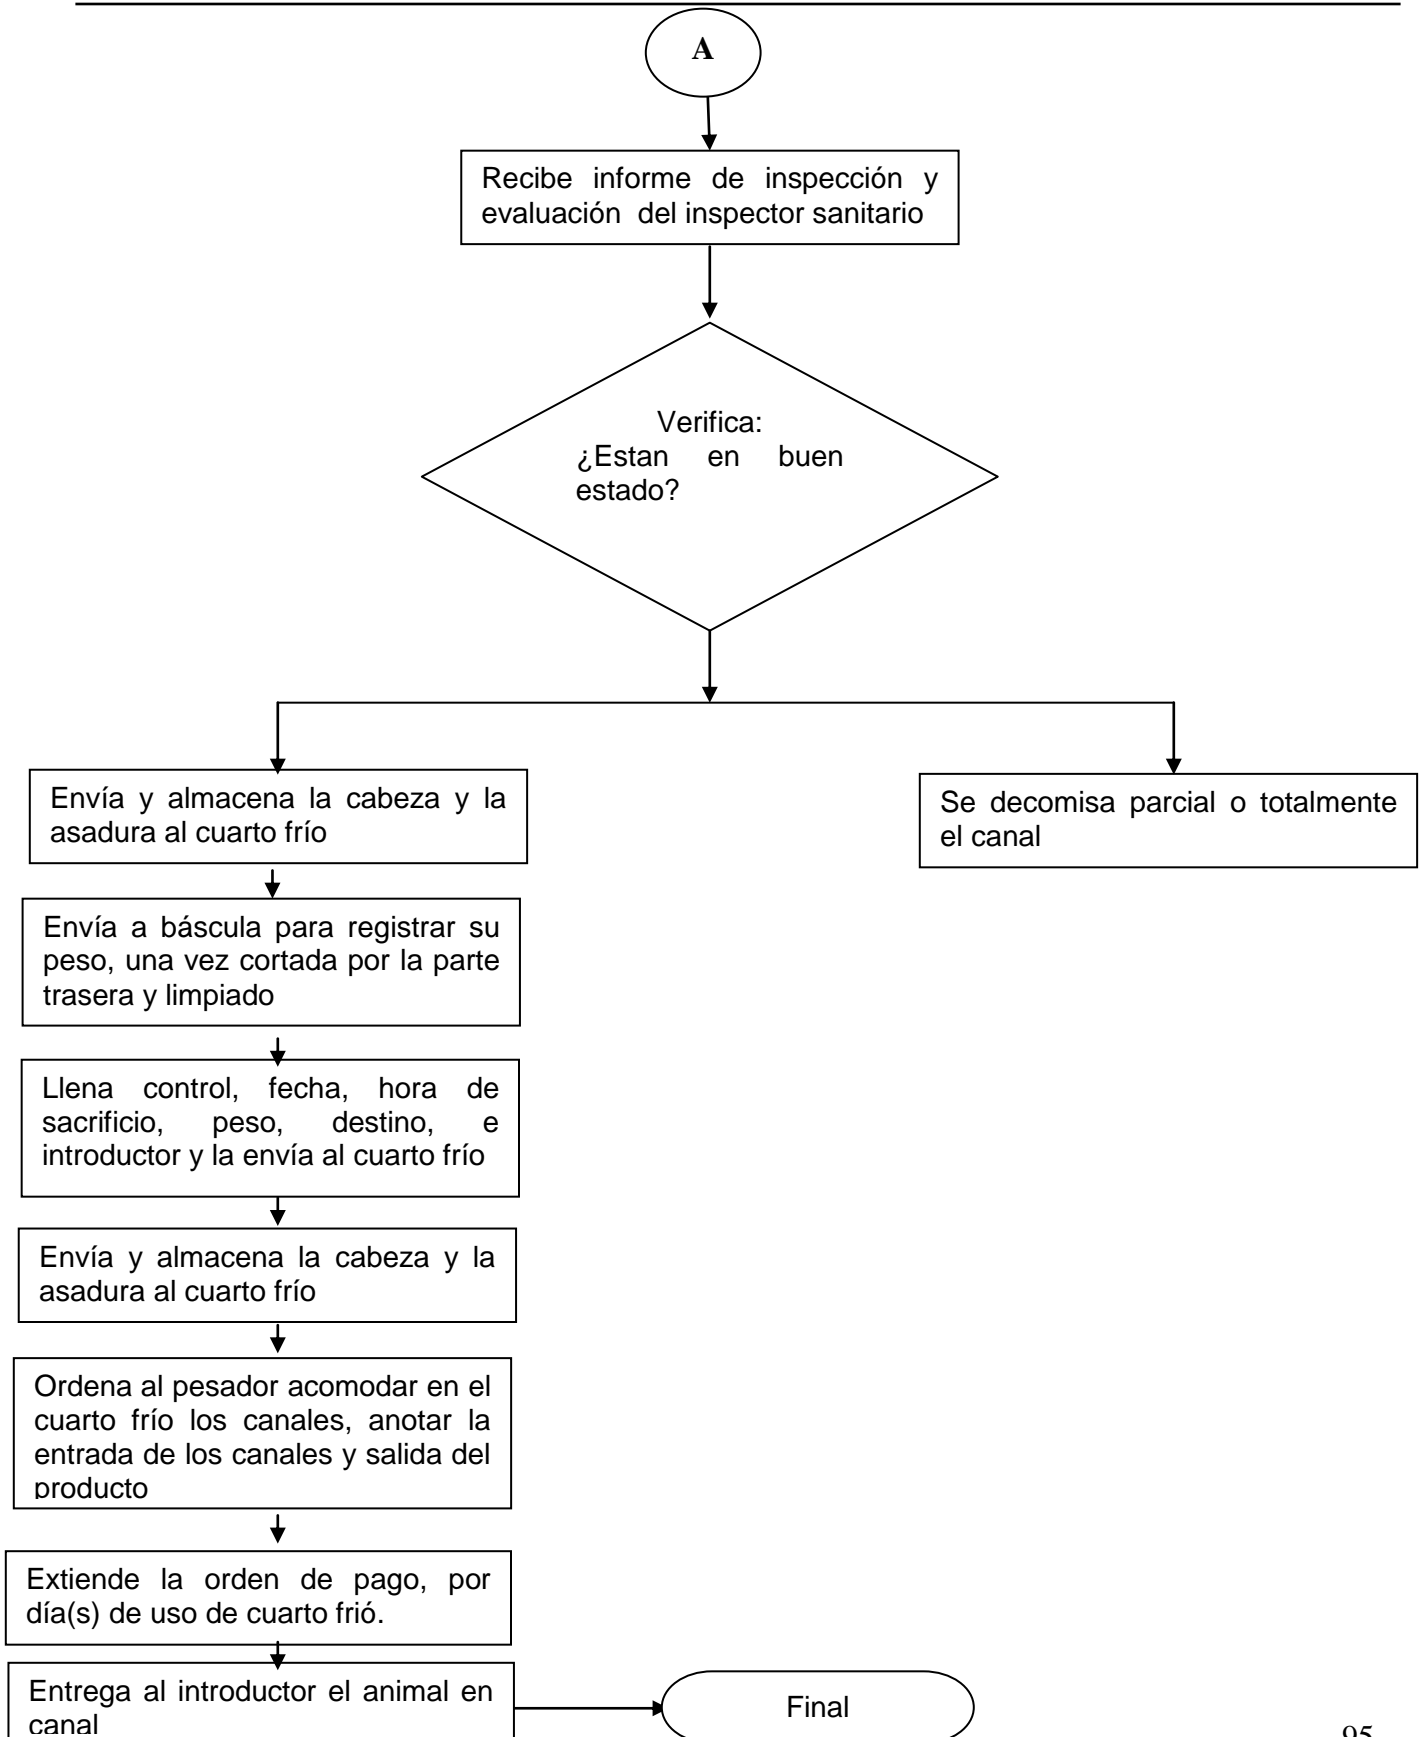 A
Recibe informe de inspección y
evaluación del inspector sanitario
Verifica:
¿Estan en buen
estado?
Envía y almacena la cabeza y la
asadura al cuarto frío
Se decomisa parcial o totalmente
el canal
Envía a báscula para registrar su
peso, una vez cortada por la parte
trasera y limpiado
Llena control, fecha, hora de
sacrificio, peso, destino, e
introductor y la envía al cuarto frío
Envía y almacena la cabeza y la
asadura al cuarto frío
Ordena al pesador acomodar en el
cuarto frío los canales, anotar la
entrada de los canales y salida del
producto
Extiende la orden de pago, por
día(s) de uso de cuarto frió.
Entrega al introductor el animal en
canal
Final
95